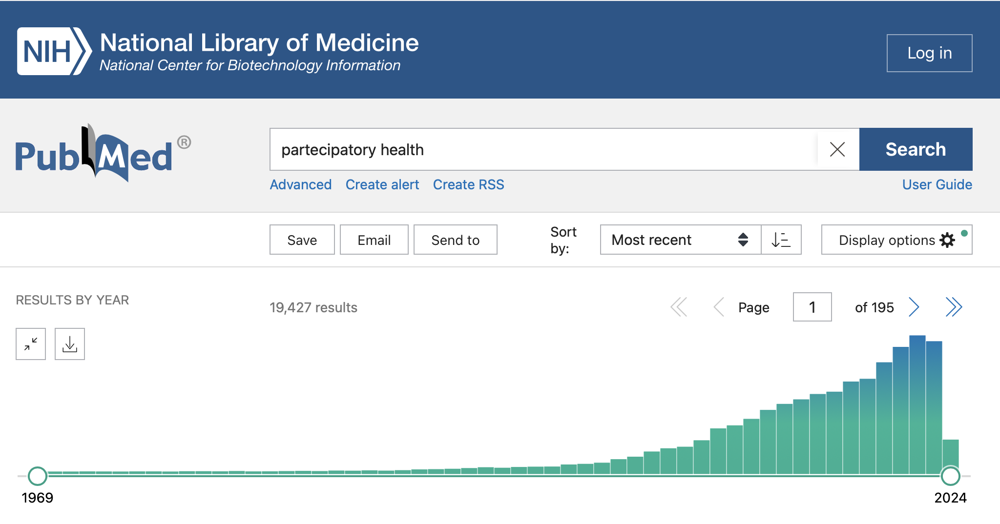 NIH National Library of Medicine
National Center for Biotechnology Information
Log in
PubMed®
partecipatory health
Search
Advanced Create alert Create RSS
User Guide
Save Email Send to
Sort by:
Most recent
Display options
RESULTS BY YEAR
19,427 results
Page 1 of 195
1969
2024